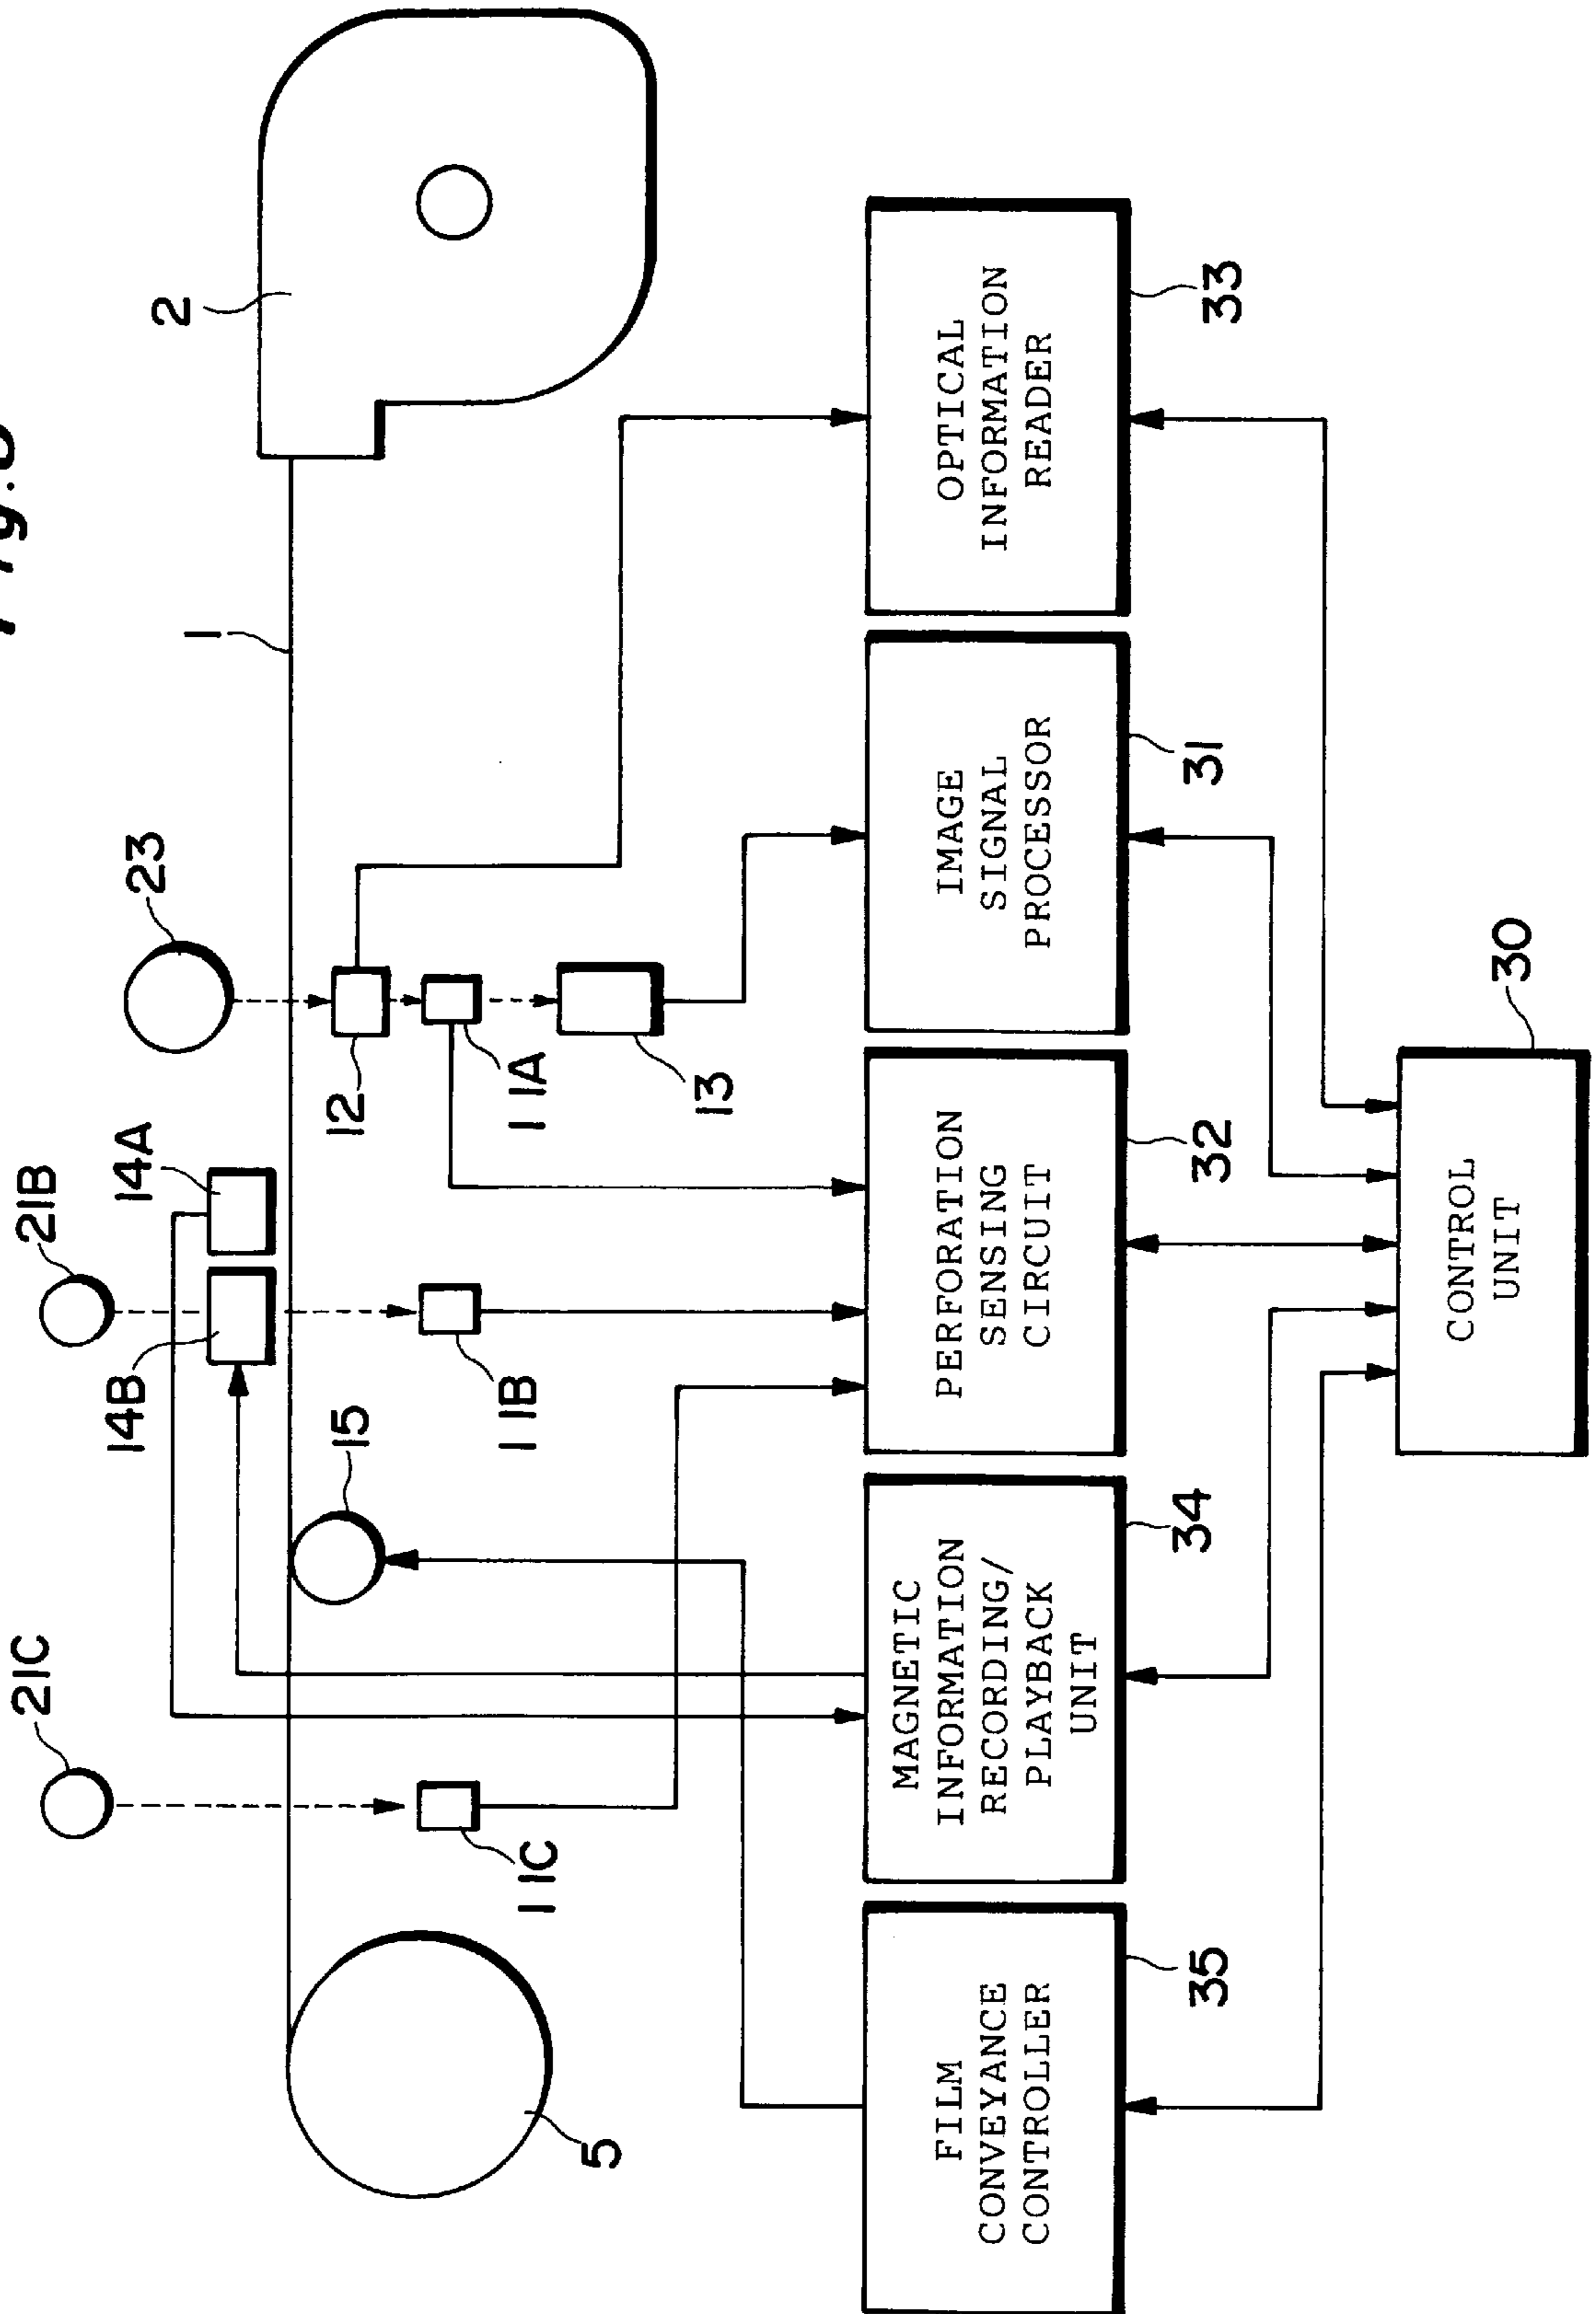 Fig.
2
1
23
21B
14A
14B
21C
12
11A
13
15
11B
11C
5
OPTICAL
INFORMATION
READER
33
IMAGE
SIGNAL
PROCESSOR
31
PERFORATION
SENSING
CIRCUIT
32
MAGNETIC
INFORMATION
RECORDING/
PLAYBACK
UNIT
34
FILM
CONVEYANCE
CONTROLLER
35
CONTROL
UNIT
30